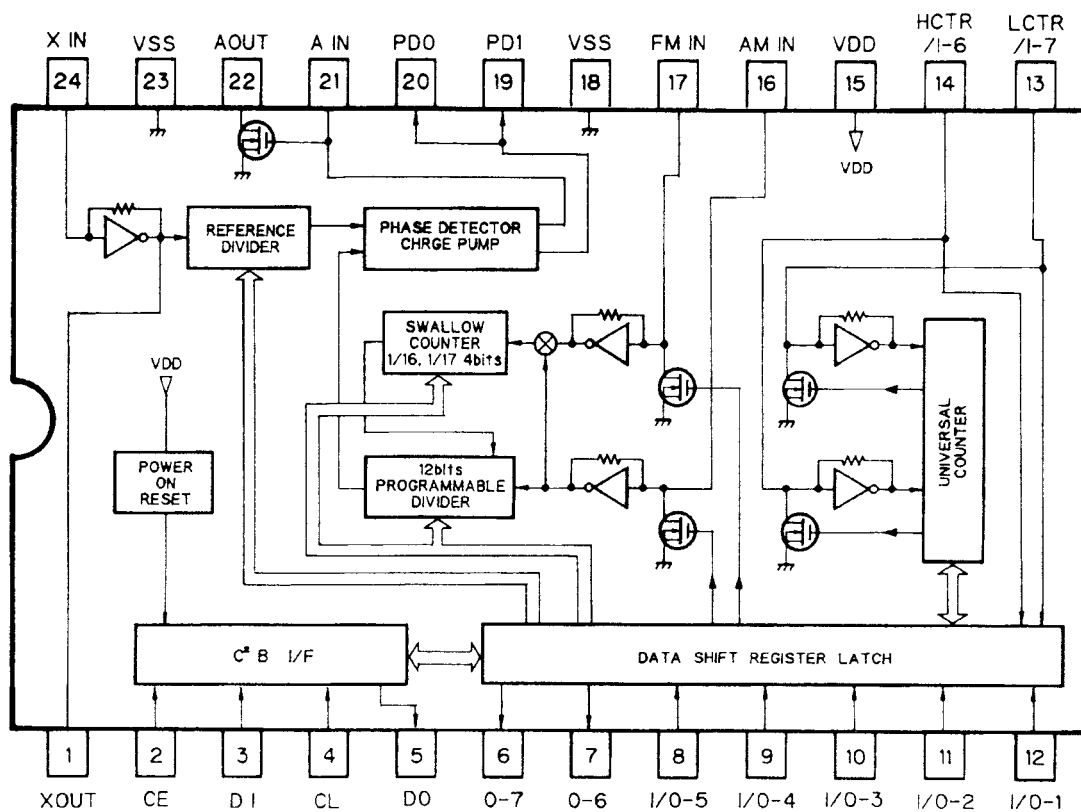 X IN VSS AOUT A IN PD0 PD1 VSS FM IN AM IN VDD HCTR /I-6 LCTR /I-7
24 23 22 21 20 19 18 17 16 15 14 13
VDD
REFERENCE
DIVIDER
PHASE DETECTOR
CHRGE PUMP
SWALLOW
COUNTER
1/16, 1/17 4bits
VDD
POWER
ON
RESET
12bits
PROGRAMMABLE
DIVIDER
UNIVERSAL
COUNTER
C²B I/F
DATA SHIFT REGISTER LATCH
1 2 3 4 5 6 7 8 9 10 11 12
XOUT CE DI CL DO O-7 O-6 I/O-5 I/O-4 I/O-3 I/O-2 I/O-1